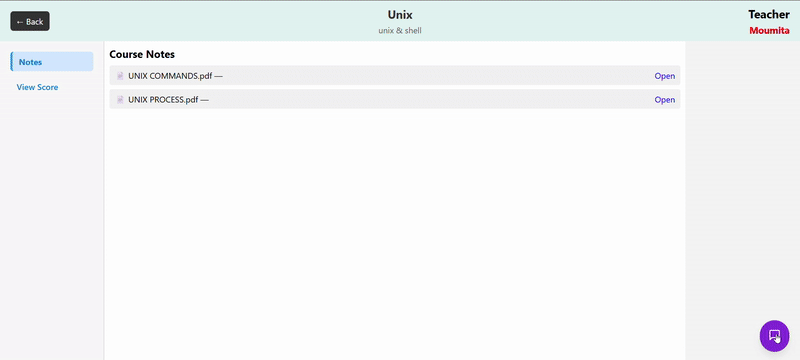 ← Back
Unix
unix & shell
Teacher
Moumita
Notes
View Score
Course Notes
UNIX COMMANDS.pdf —
Open
UNIX PROCESS.pdf —
Open